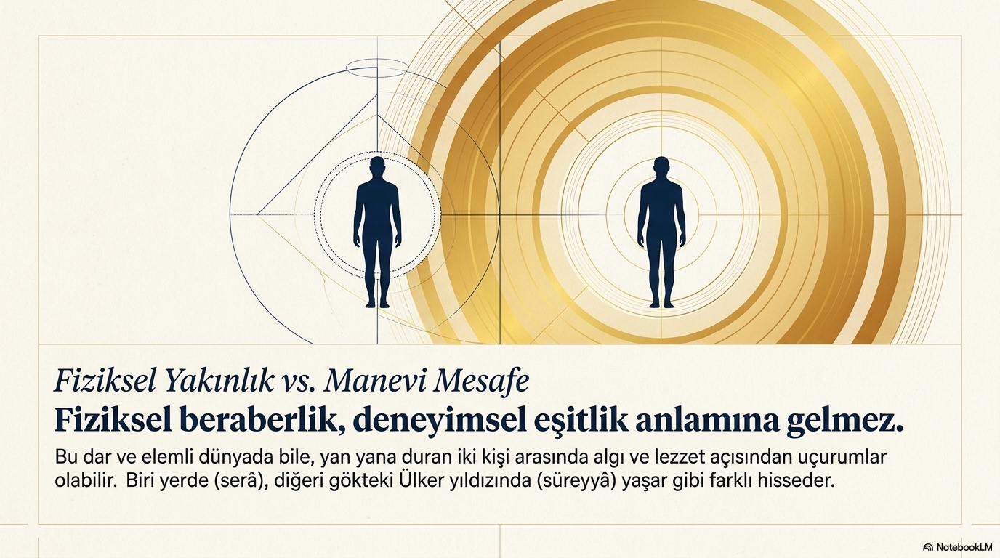 Fiziksel Yakınlık vs. Manevi Mesafe
Fiziksel beraberlik, deneyimsel eşitlik anlamına gelmez.
Bu dar ve elemli dünyada bile, yan yana duran iki kişi arasında algı ve lezzet açısından uçurumlar
olabilir. Biri yerde (serâ), diğeri gökteki Ülker yıldızında (süreyyâ) yaşar gibi farklı hisseder.
NotebookLM